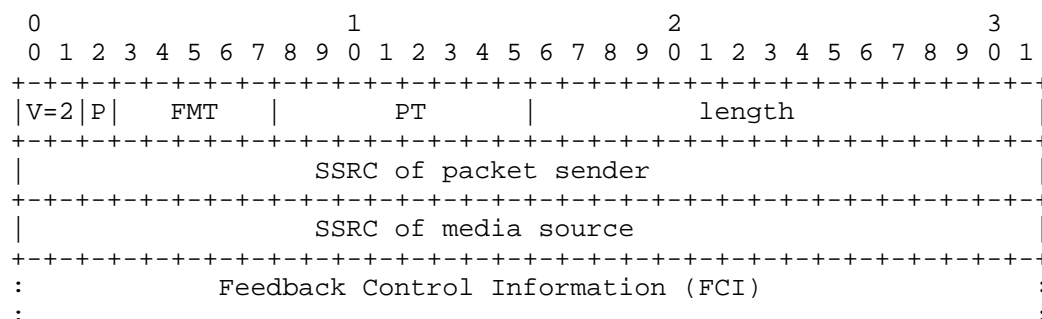 0                   1                   2                   3
 0 1 2 3 4 5 6 7 8 9 0 1 2 3 4 5 6 7 8 9 0 1 2 3 4 5 6 7 8 9 0 1
+-+-+-+-+-+-+-+-+-+-+-+-+-+-+-+-+-+-+-+-+-+-+-+-+-+-+-+-+-+-+-+-+
|V=2|P|   FMT   |       PT      |          length               |
+-+-+-+-+-+-+-+-+-+-+-+-+-+-+-+-+-+-+-+-+-+-+-+-+-+-+-+-+-+-+-+-+
|                  SSRC of packet sender                        |
+-+-+-+-+-+-+-+-+-+-+-+-+-+-+-+-+-+-+-+-+-+-+-+-+-+-+-+-+-+-+-+-+
|                  SSRC of media source                         |
+-+-+-+-+-+-+-+-+-+-+-+-+-+-+-+-+-+-+-+-+-+-+-+-+-+-+-+-+-+-+-+-+
:            Feedback Control Information (FCI)                 :
:                                                               :